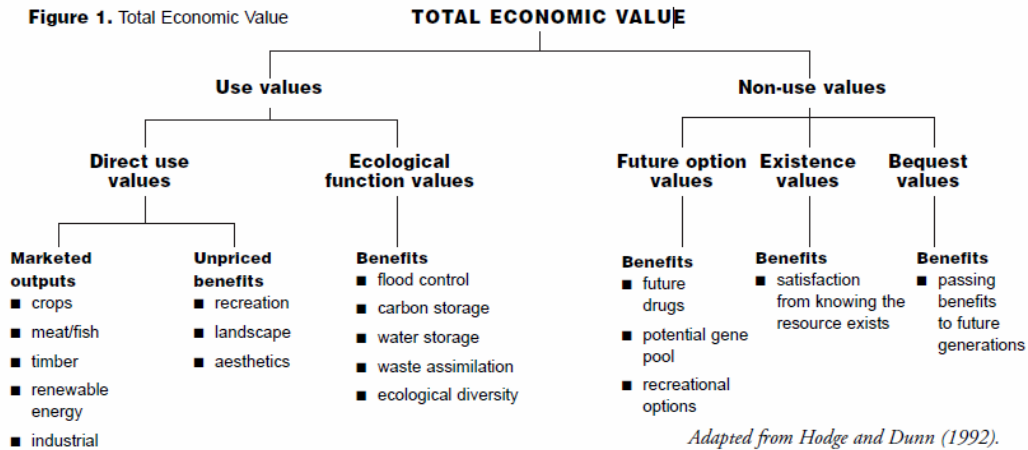 Figure 1. Total Economic Value
TOTAL ECONOMIC VALUE
Use values
Non-use values
Direct use
values
Ecological
function values
Future option
values
Existence
values
Bequest
values
Marketed
outputs
■ crops
■ meat/fish
■ timber
■ renewable
energy
■ industrial
Unpriced
benefits
■ recreation
■ landscape
■ aesthetics
Benefits
■ flood control
■ carbon storage
■ water storage
■ waste assimilation
■ ecological diversity
Benefits
■ future
drugs
■ potential gene
pool
■ recreational
options
Benefits
■ satisfaction
from knowing the
resource exists
Benefits
■ passing
benefits
to future
generations
Adapted from Hodge and Dunn (1992).